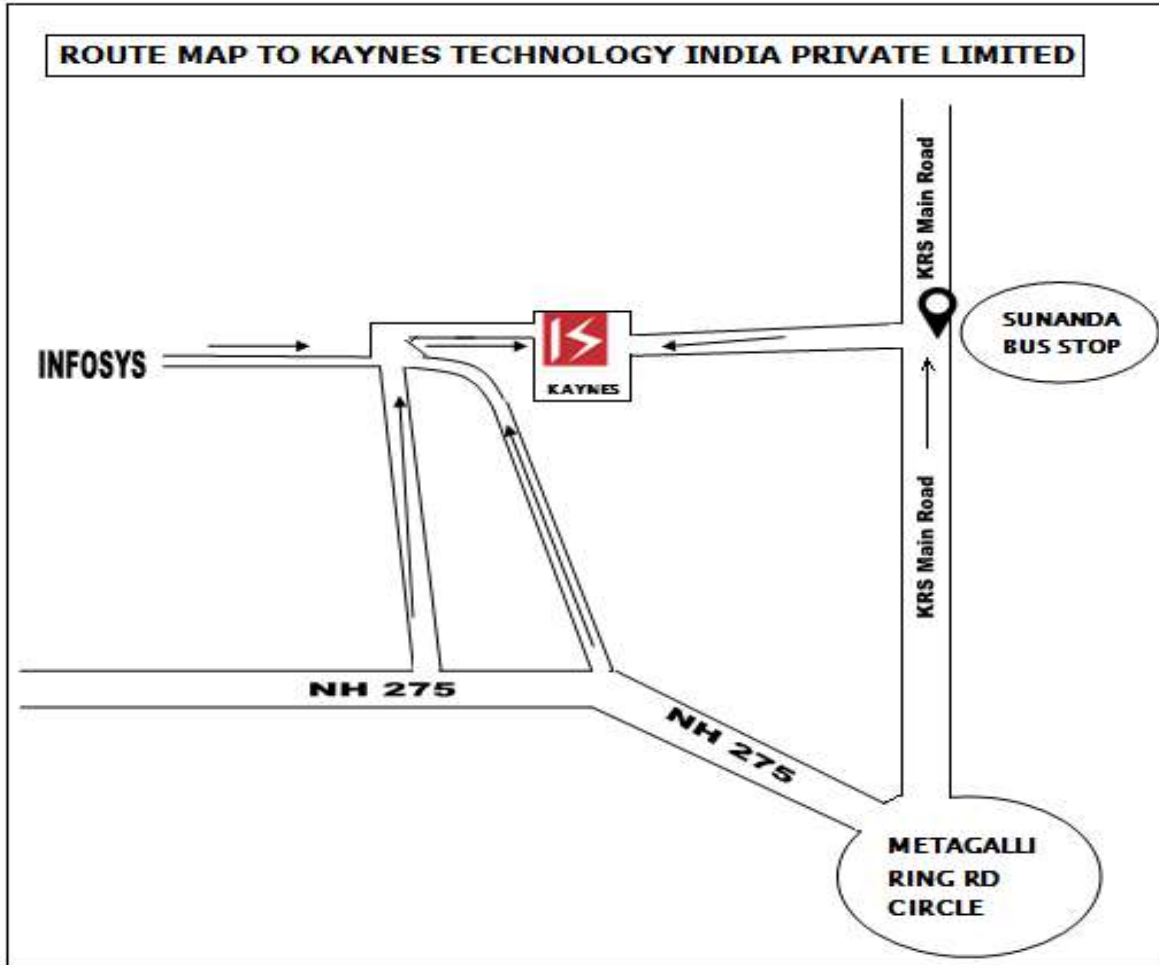 ROUTE MAP TO KAYNES TECHNOLOGY INDIA PRIVATE LIMITED
KRS Main Road
SUNANDA
BUS STOP
INFOSYS
KAYNES
KRS Main Road
NH 275
NH 275
METAGALLI
RING RD
CIRCLE